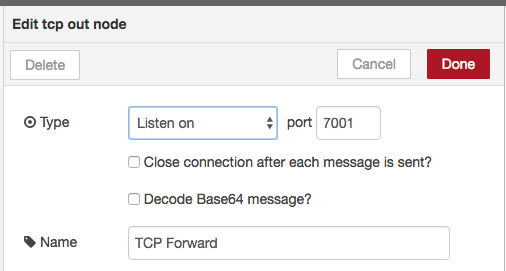 Edit tcp out node
Delete Cancel Done
Type Listen on port 7001
Close connection after each message is sent?
Decode Base64 message?
Name TCP Forward